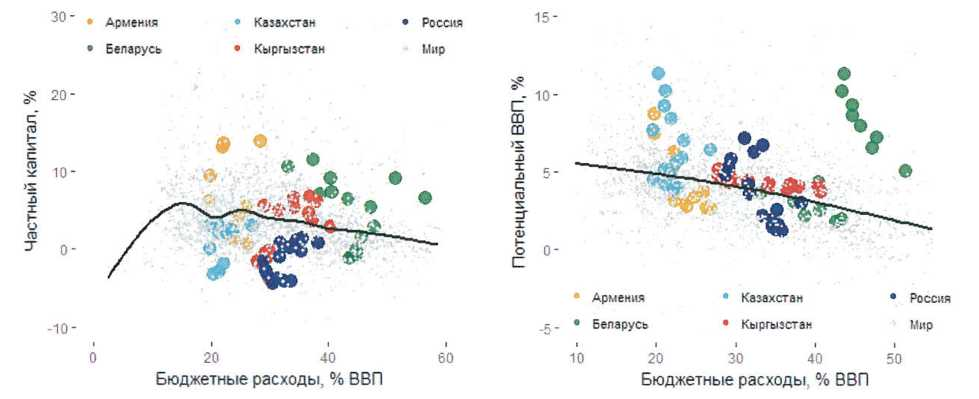 30
20
10
0
-10
0
20
40
60
Частный капитал, %
Бюджетные расходы, % ВВП
Армения
Казахстан
Россия
Беларусь
Кыргызстан
Мир
15
10
5
0
-5
10
20
30
40
50
Потенциальный ВВП, %
Бюджетные расходы, % ВВП
Армения
Казахстан
Россия
Беларусь
Кыргызстан
Мир